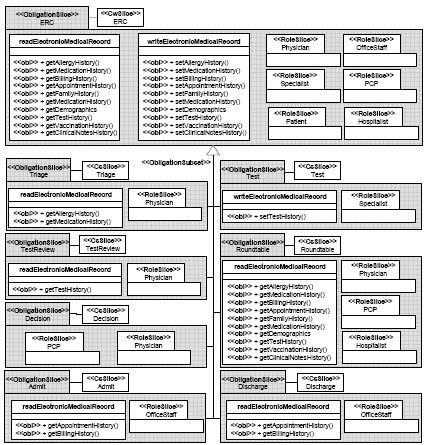 <<ObligationSlice>>
ERC
<<CwSlice>>
ERC
readElectronicMedicalRecord
<<obl>> + getAllergyHistory()
<<obl>> + getMedicationHistory()
<<obl>> + getBillingHistory()
<<obl>> + getAppointmentHistory()
<<obl>> + getFamilyHistory()
<<obl>> + getMedicationHistory()
<<obl>> + getDemographics
<<obl>> + getTestHistory()
<<obl>> + getVaccinationHistory()
<<obl>> + getClinicalNotesHistory()
writeElectronicMedicalRecord
<<obl>> + setAllergyHistory()
<<obl>> + setMedicationHistory()
<<obl>> + setBillingHistory()
<<obl>> + setAppointmentHistory()
<<obl>> + setFamilyHistory()
<<obl>> + setMedicationHistory()
<<obl>> + setDemographics
<<obl>> + setTestHistory()
<<obl>> + setVaccinationHistory()
<<obl>> + setClinicalNotesHistory()
<<RoleSlice>>
Physician
<<RoleSlice>>
OfficeStaff
<<RoleSlice>>
Specialist
<<RoleSlice>>
PCP
<<RoleSlice>>
Patient
<<RoleSlice>>
Hospitalist
<<ObligationSubset>>
<<ObligationSlice>>
Triage
<<CsSlice>>
Triage
readElectronicMedicalRecord
<<obl>> + getAllergyHistory()
<<obl>> + getMedicationHistory()
<<RoleSlice>>
Physician
<<ObligationSlice>>
Test
<<CsSlice>>
Test
writeElectronicMedicalRecord
<<obl>> + setTestHistory()
<<RoleSlice>>
Specialist
<<ObligationSlice>>
TestReview
<<CsSlice>>
TestReview
readElectronicMedicalRecord
<<obl>> + getTestHistory()
<<RoleSlice>>
Physician
<<ObligationSlice>>
Roundtable
<<CsSlice>>
Roundtable
readElectronicMedicalRecord
<<obl>> + getAllergyHistory()
<<obl>> + getMedicationHistory()
<<obl>> + getBillingHistory()
<<obl>> + getAppointmentHistory()
<<obl>> + getFamilyHistory()
<<obl>> + getMedicationHistory()
<<obl>> + getDemographics
<<obl>> + getTestHistory()
<<obl>> + getVaccinationHistory()
<<obl>> + getClinicalNotesHistory()
<<RoleSlice>>
Physician
<<RoleSlice>>
PCP
<<RoleSlice>>
Hospitalist
<<ObligationSlice>>
Decision
<<CsSlice>>
Decision
<<RoleSlice>>
PCP
<<RoleSlice>>
Physician
<<ObligationSlice>>
Admit
<<CsSlice>>
Admit
readElectronicMedicalRecord
<<obl>> + getAppointmentHistory()
<<obl>> + getBillingHistory()
<<RoleSlice>>
OfficeStaff
<<ObligationSlice>>
Discharge
<<CsSlice>>
Discharge
readElectronicMedicalRecord
<<obl>> + getAppointmentHistory()
<<obl>> + getBillingHistory()
<<RoleSlice>>
OfficeStaff